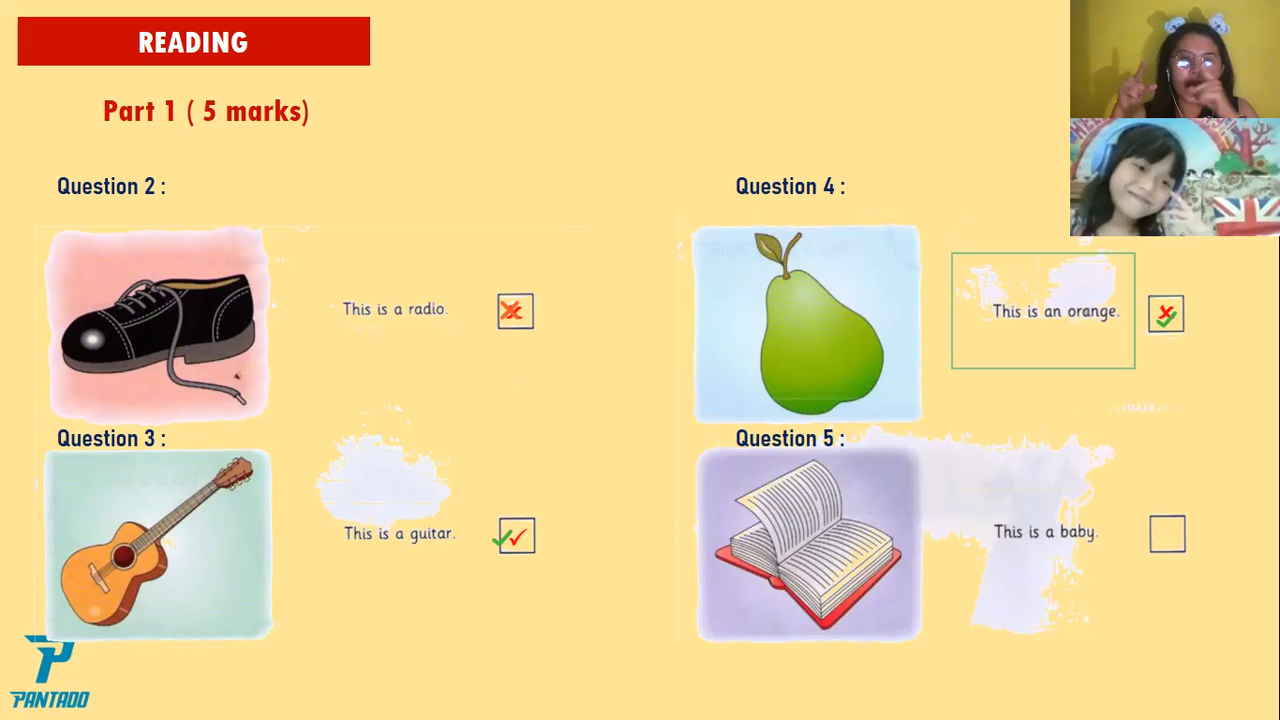 READING
Part 1 ( 5 marks)
Question 2 :
This is a radio.
Question 3 :
This is a guitar.
Question 4 :
This is an orange.
Question 5 :
This is a baby.
PANTADO